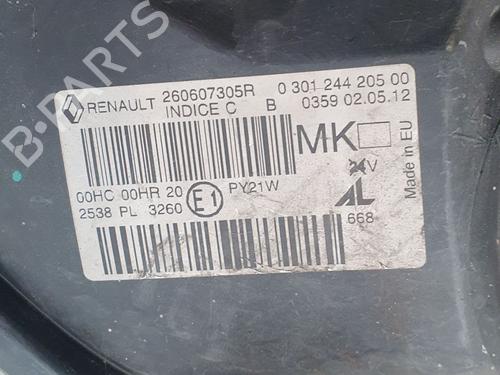 RENAULT 260607305R 0 301 244 205 00
INDICE C B 0359 02.05.12
MK
V
Made in EU
00HC 00HR 20 E1 PY21W
2538 PL 3260
AL
668
B-PARTS